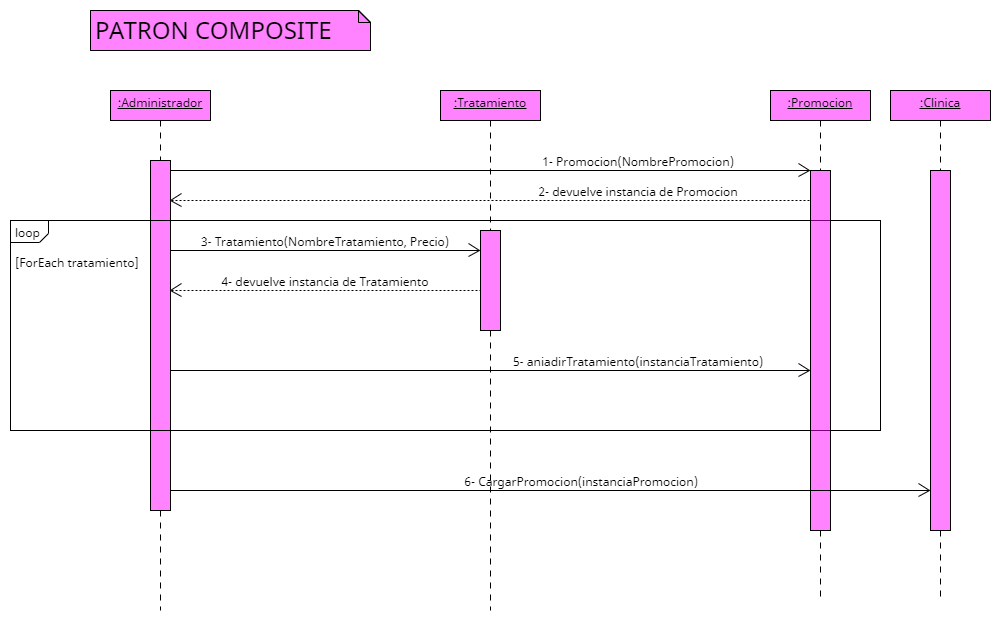 PATRON COMPOSITE
:Administrador
:Tratamiento
:Promocion
:Clinica
1- Promocion(NombrePromocion)
2- devuelve instancia de Promocion
loop
3- Tratamiento(NombreTratamiento, Precio)
[ForEach tratamiento]
4- devuelve instancia de Tratamiento
5- aniadirTratamiento(instanciaTratamiento)
6- CargarPromocion(instanciaPromocion)